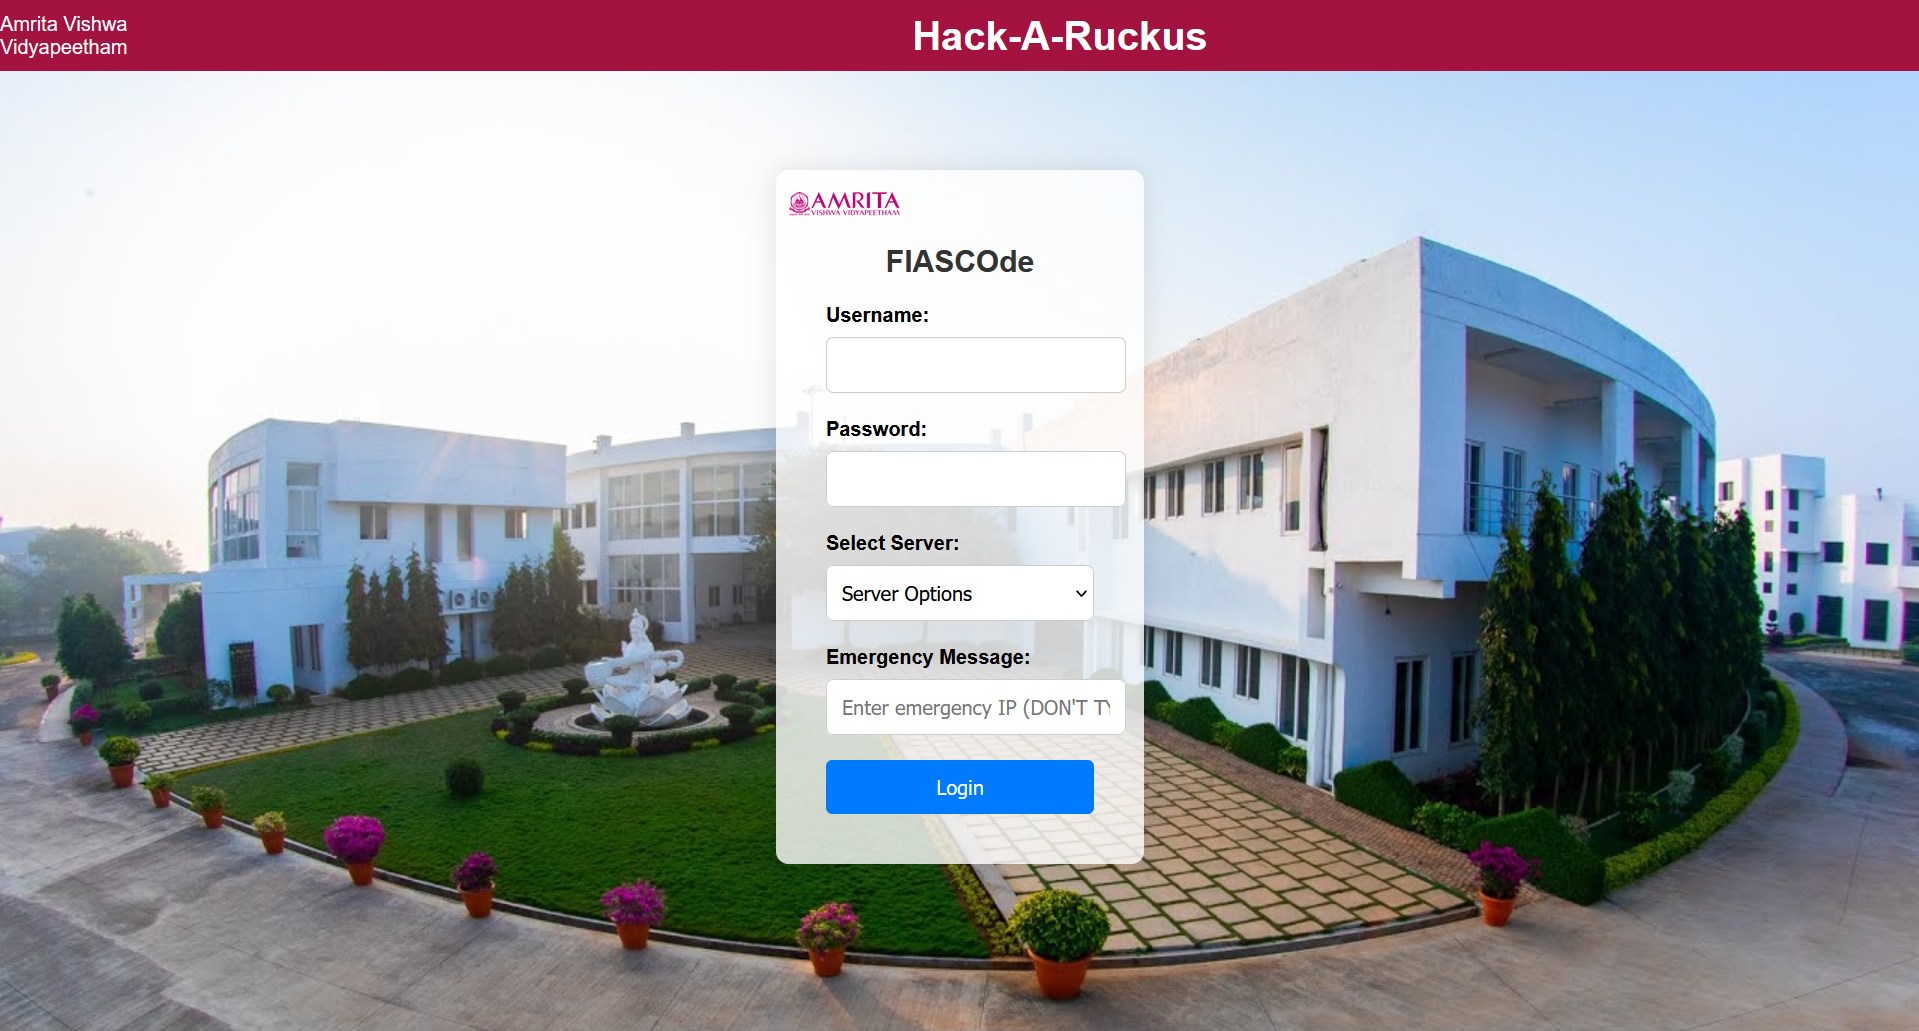 Amrita Vishwa
Vidyapeetham
Hack-A-Ruckus
AMRITA
VISHWA VIDYAPEETHAM
FIASCOde
Username:
Password:
Select Server:
Server Options
Emergency Message:
Enter emergency IP (DON'T TY
Login